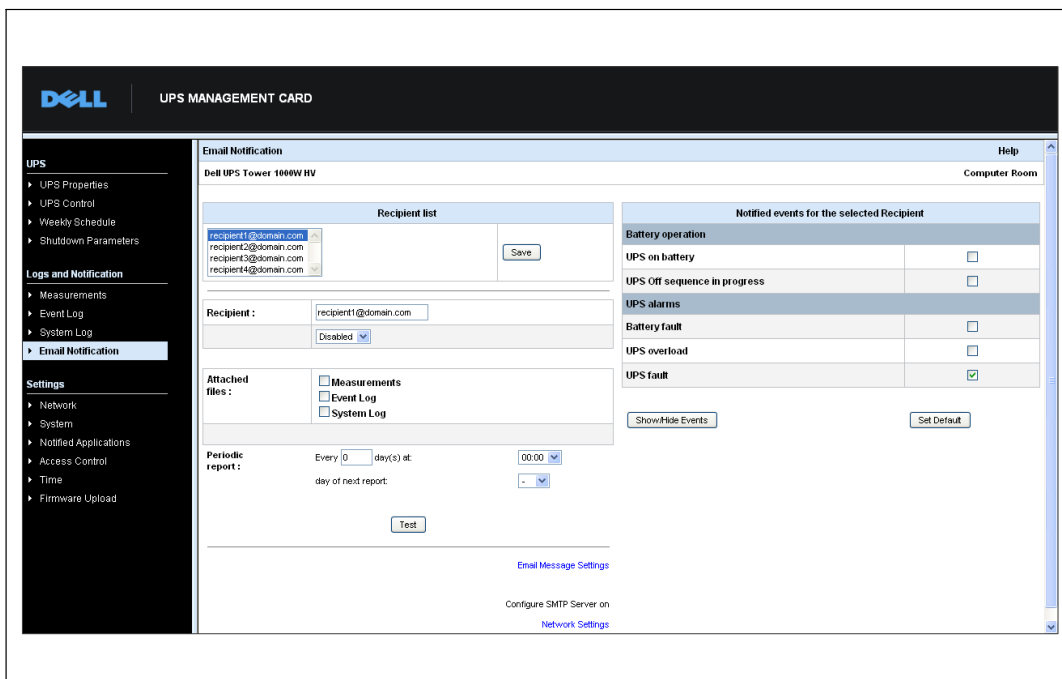 DELL
UPS MANAGEMENT CARD
UPS
UPS Properties
UPS Control
Weekly Schedule
Shutdown Parameters
Logs and Notification
Measurements
Event Log
System Log
Email Notification
Settings
Network
System
Notified Applications
Access Control
Time
Firmware Upload
Email Notification
Help
Dell UPS Tower 1000W HV
Computer Room
Recipient list
recipient1@domain.com
recipient2@domain.com
recipient3@domain.com
recipient4@domain.com
Save
Recipient :
recipient1@domain.com
Disabled
Attached
files :
Measurements
Event Log
System Log
Periodic
report :
Every 0 day(s) at: 00:00
day of next report: -
Test
Email Message Settings
Configure SMTP Server on
Network Settings
Notified events for the selected Recipient
Battery operation
UPS on battery
UPS Off sequence in progress
UPS alarms
Battery fault
UPS overload
UPS fault
Show/Hide Events
Set Default